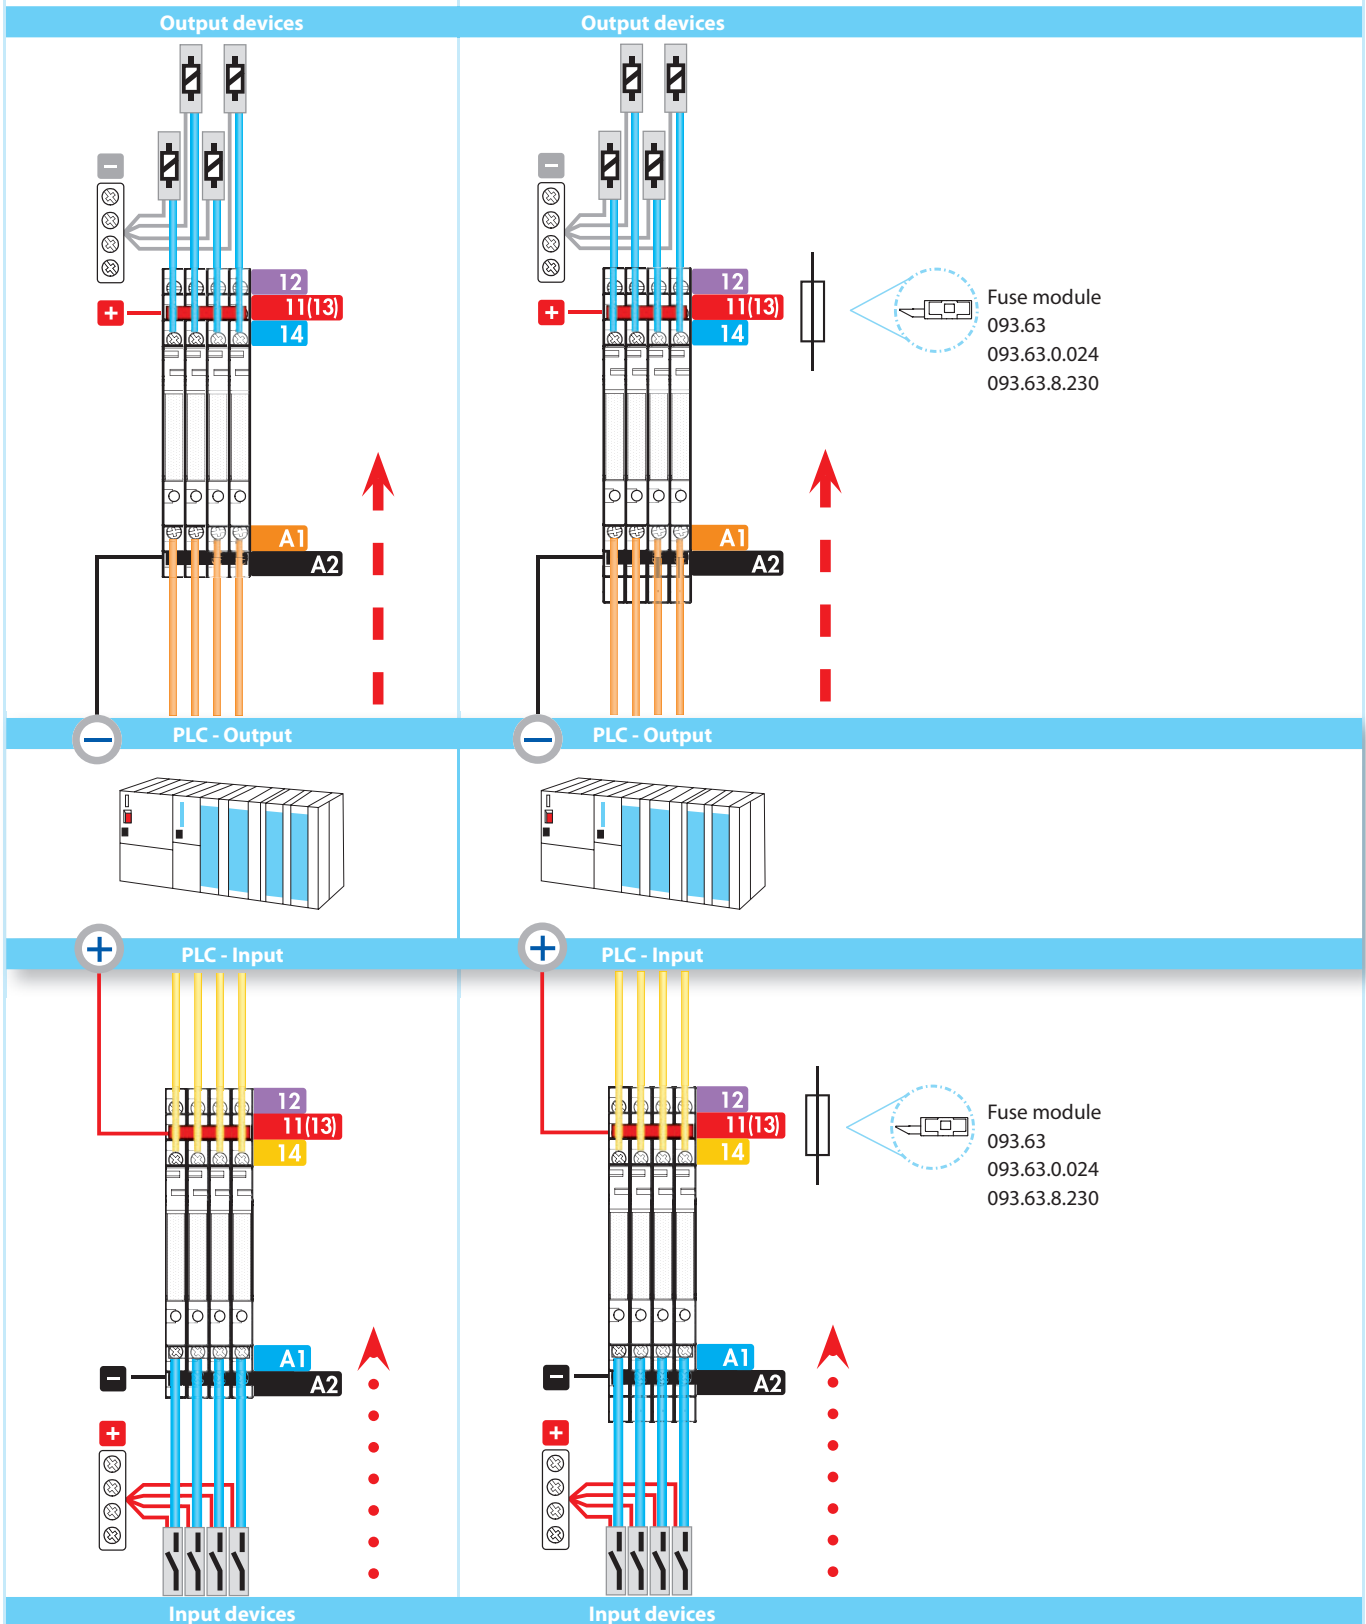 Output devices
Output devices
−
12
+
11(13)
14
A1
A2
−
12
+
11(13)
14
A1
A2
Fuse module
093.63
093.63.0.024
093.63.8.230
−
PLC - Output
−
PLC - Output
+
PLC - Input
+
PLC - Input
12
11(13)
14
A1
−
A2
+
12
11(13)
14
A1
−
A2
+
Fuse module
093.63
093.63.0.024
093.63.8.230
Input devices
Input devices